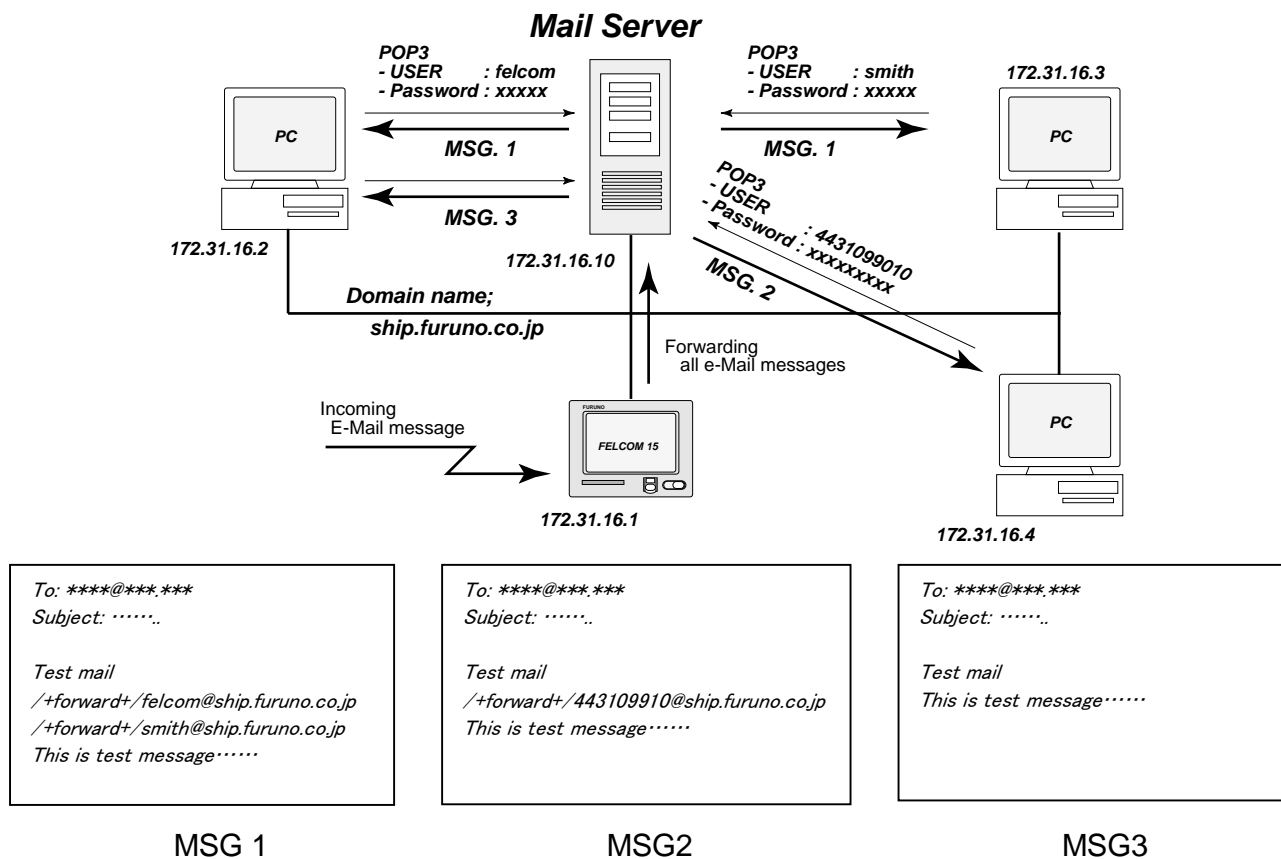 Mail Server
POP3
- USER : felcom
- Password : xxxxx
POP3
- USER : smith
- Password : xxxxx
172.31.16.3
PC
MSG. 1
MSG. 1
PC
MSG. 3
POP3
- USER : 4431099010
- Password : xxxxxxxxx
172.31.16.2
172.31.16.10
MSG. 2
Domain name;
ship.furuno.co.jp
Forwarding
all e-Mail messages
Incoming
E-Mail message
FURUNO
FELCOM 15
PC
172.31.16.1
172.31.16.4
To: ****@***.***
Subject: ‥‥‥..
Test mail
/+forward+/felcom@ship.furuno.co.jp
/+forward+/smith@ship.furuno.co.jp
This is test message‥‥‥
MSG 1
To: ****@***.***
Subject: ‥‥‥..
Test mail
/+forward+/443109910@ship.furuno.co.jp
This is test message‥‥‥
MSG2
To: ****@***.***
Subject: ‥‥‥..
Test mail
This is test message‥‥‥
MSG3